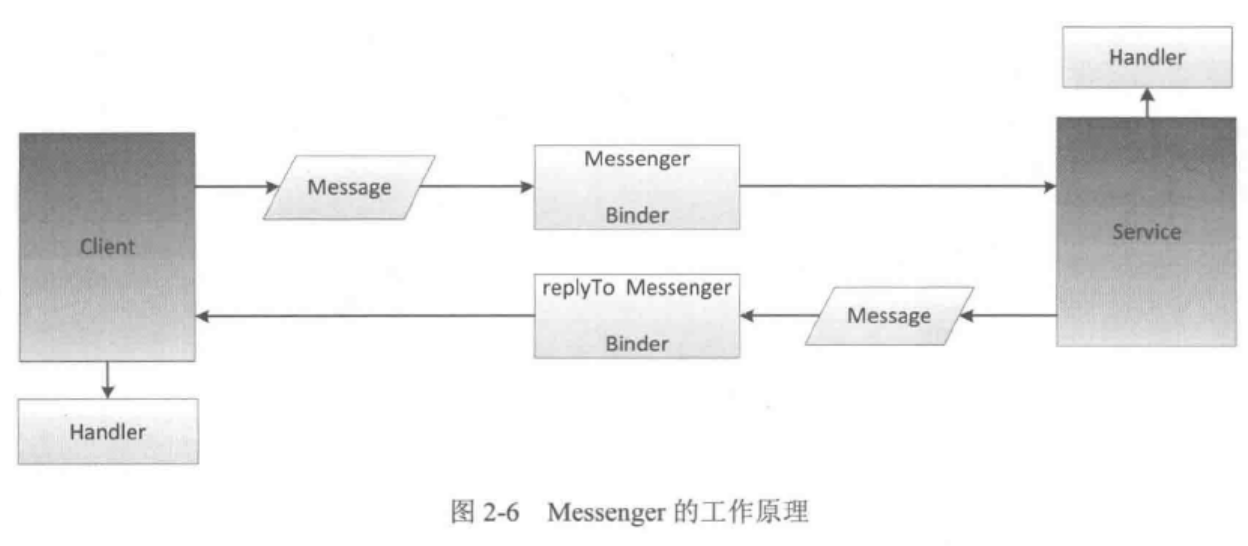 Handler
Message
Messenger
Binder
Client
Service
replyTo Messenger
Binder
Message
Handler
图 2-6 Messenger 的工作原理